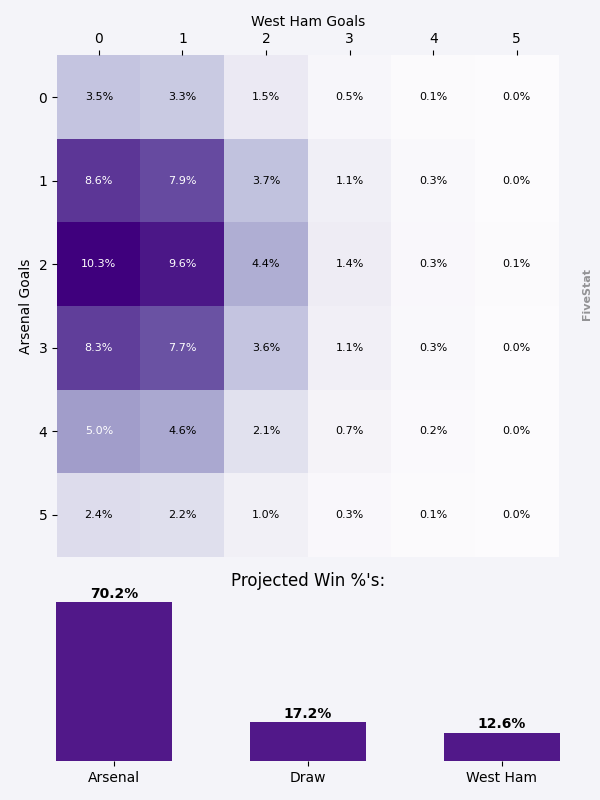 West Ham Goals
0 1 2 3 4 5
0 3.5% 3.3% 1.5% 0.5% 0.1% 0.0%
1 8.6% 7.9% 3.7% 1.1% 0.3% 0.0%
2 10.3% 9.6% 4.4% 1.4% 0.3% 0.1%
3 8.3% 7.7% 3.6% 1.1% 0.3% 0.0%
4 5.0% 4.6% 2.1% 0.7% 0.2% 0.0%
5 2.4% 2.2% 1.0% 0.3% 0.1% 0.0%
Arsenal Goals
FiveStat
Projected Win %'s:
70.2% 17.2% 12.6%
Arsenal Draw West Ham